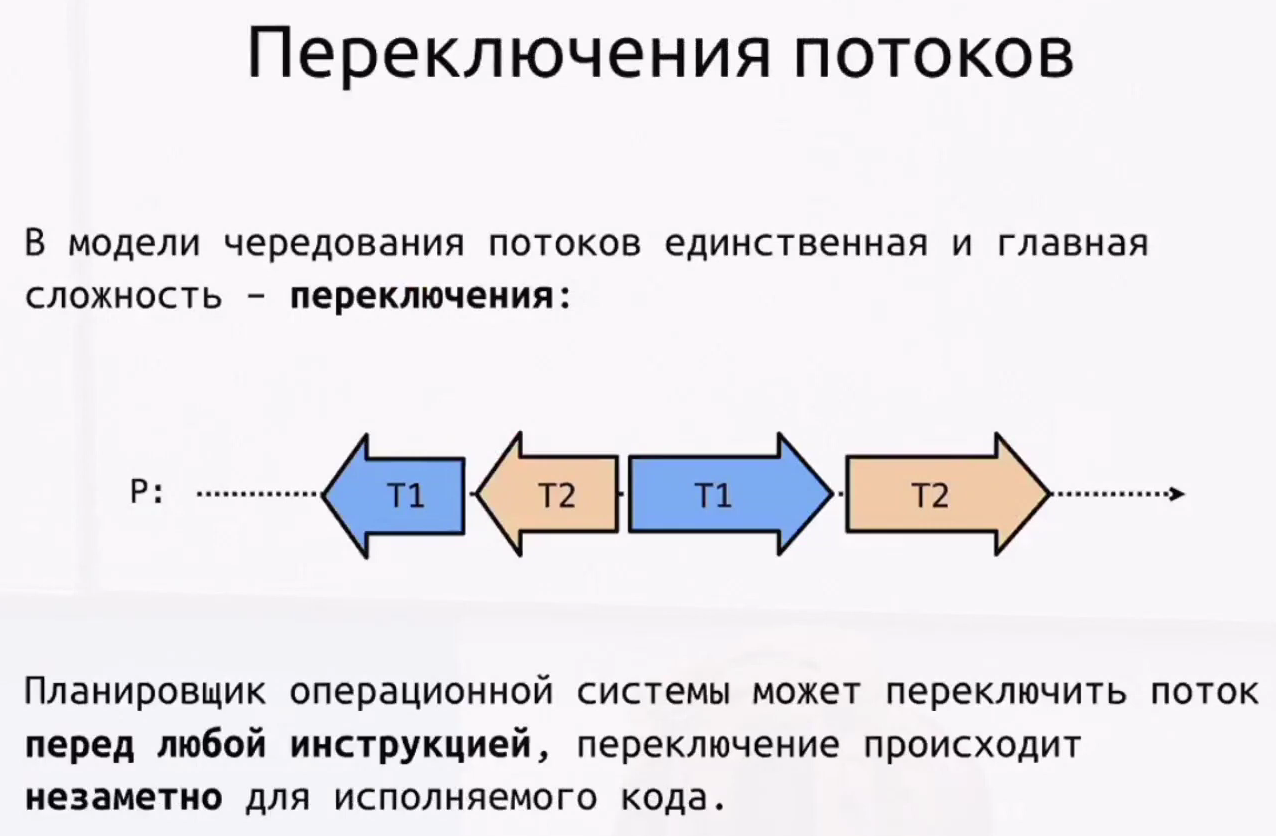 Переключения потоков
В модели чередования потоков единственная и главная
сложность – переключения:
P: T1 T2 T1 T2
Планировщик операционной системы может переключить поток
перед любой инструкцией, переключение происходит
незаметно для исполняемого кода.